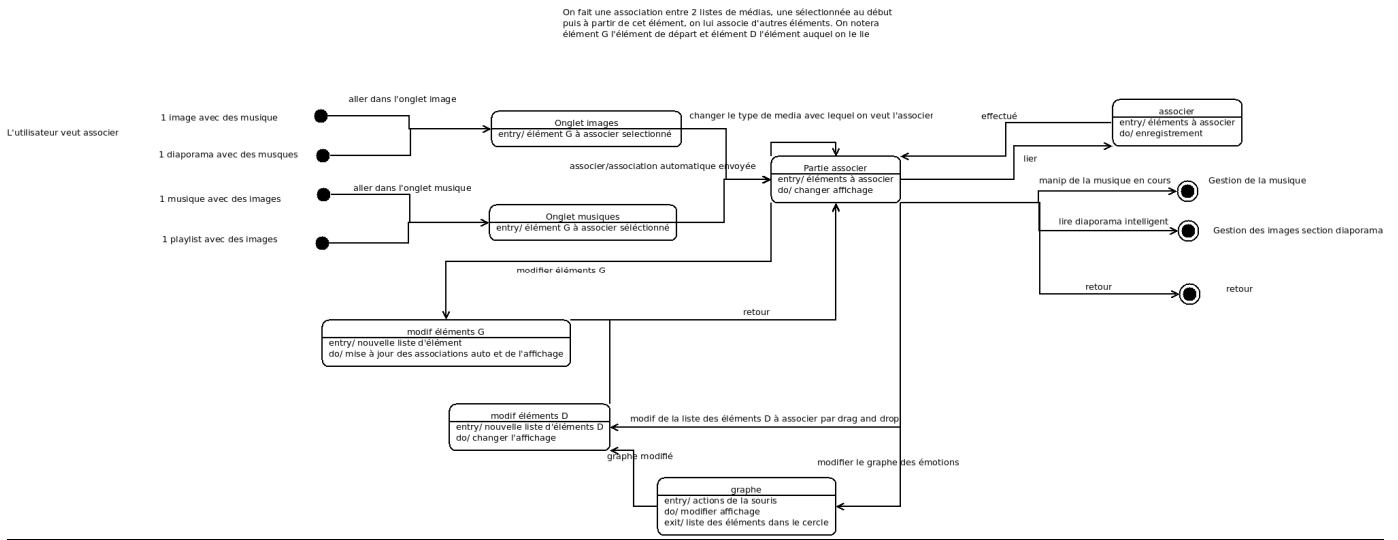 On fait une association entre 2 listes de médias, une sélectionnée au début
puis à partir de cet élément, on lui associe d'autres éléments. On notera
élément G l'élément de départ et élément D l'élément auquel on le lie
L'utilisateur veut associer
1 image avec des musique
1 diaporama avec des musques
1 musique avec des images
1 playlist avec des images
aller dans l'onglet image
aller dans l'onglet musique
Onglet images
entry/ élément G à associer selectionné
Onglet musiques
entry/ élément G à associer séléctionné
changer le type de media avec lequel on veut l'associer
associer/association automatique envoyée
Partie associer
entry/ éléments à associer
do/ changer affichage
effectué
lier
associer
entry/ éléments à associer
do/ enregistrement
manip de la musique en cours
Gestion de la musique
lire diaporama intelligent
Gestion des images section diaporama
retour
retour
modifier éléments G
retour
modif éléments G
entry/ nouvelle liste d'élément
do/ mise à jour des associations auto et de l'affichage
modif éléments D
entry/ nouvelle liste d'éléments D
do/ changer l'affichage
modif de la liste des éléments D à associer par drag and drop
graphe modifié
modifier le graphe des émotions
graphe
entry/ actions de la souris
do/ modifier affichage
exit/ liste des éléments dans le cercle